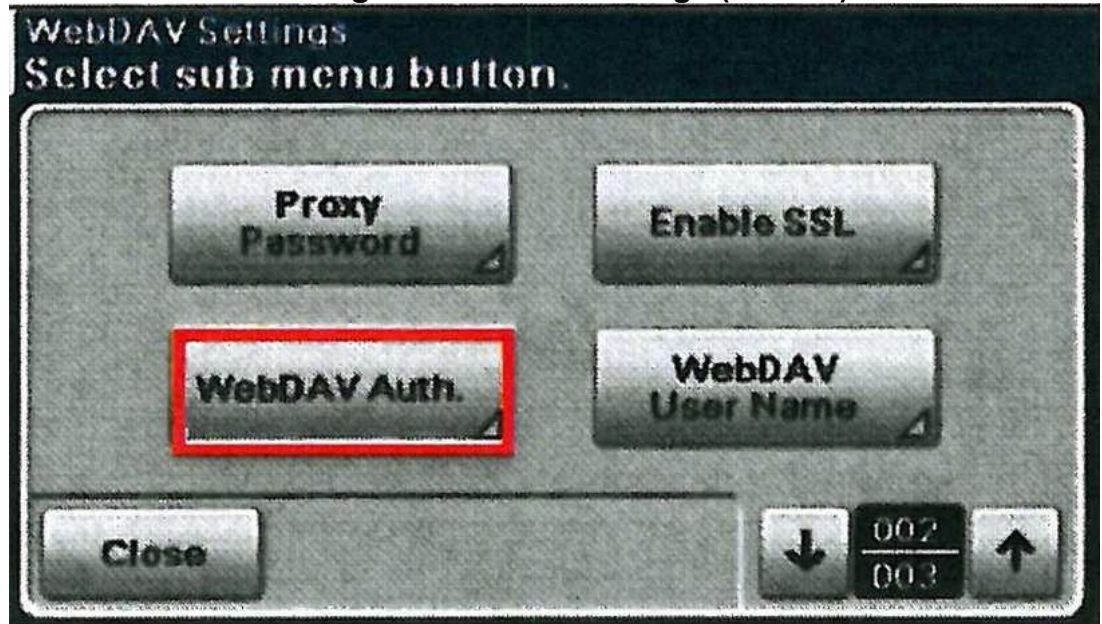 WebDAV Settings
Select sub menu button.
Proxy
Password
Enable SSL
WebDAV Auth.
WebDAV
User Name
Close
002
003